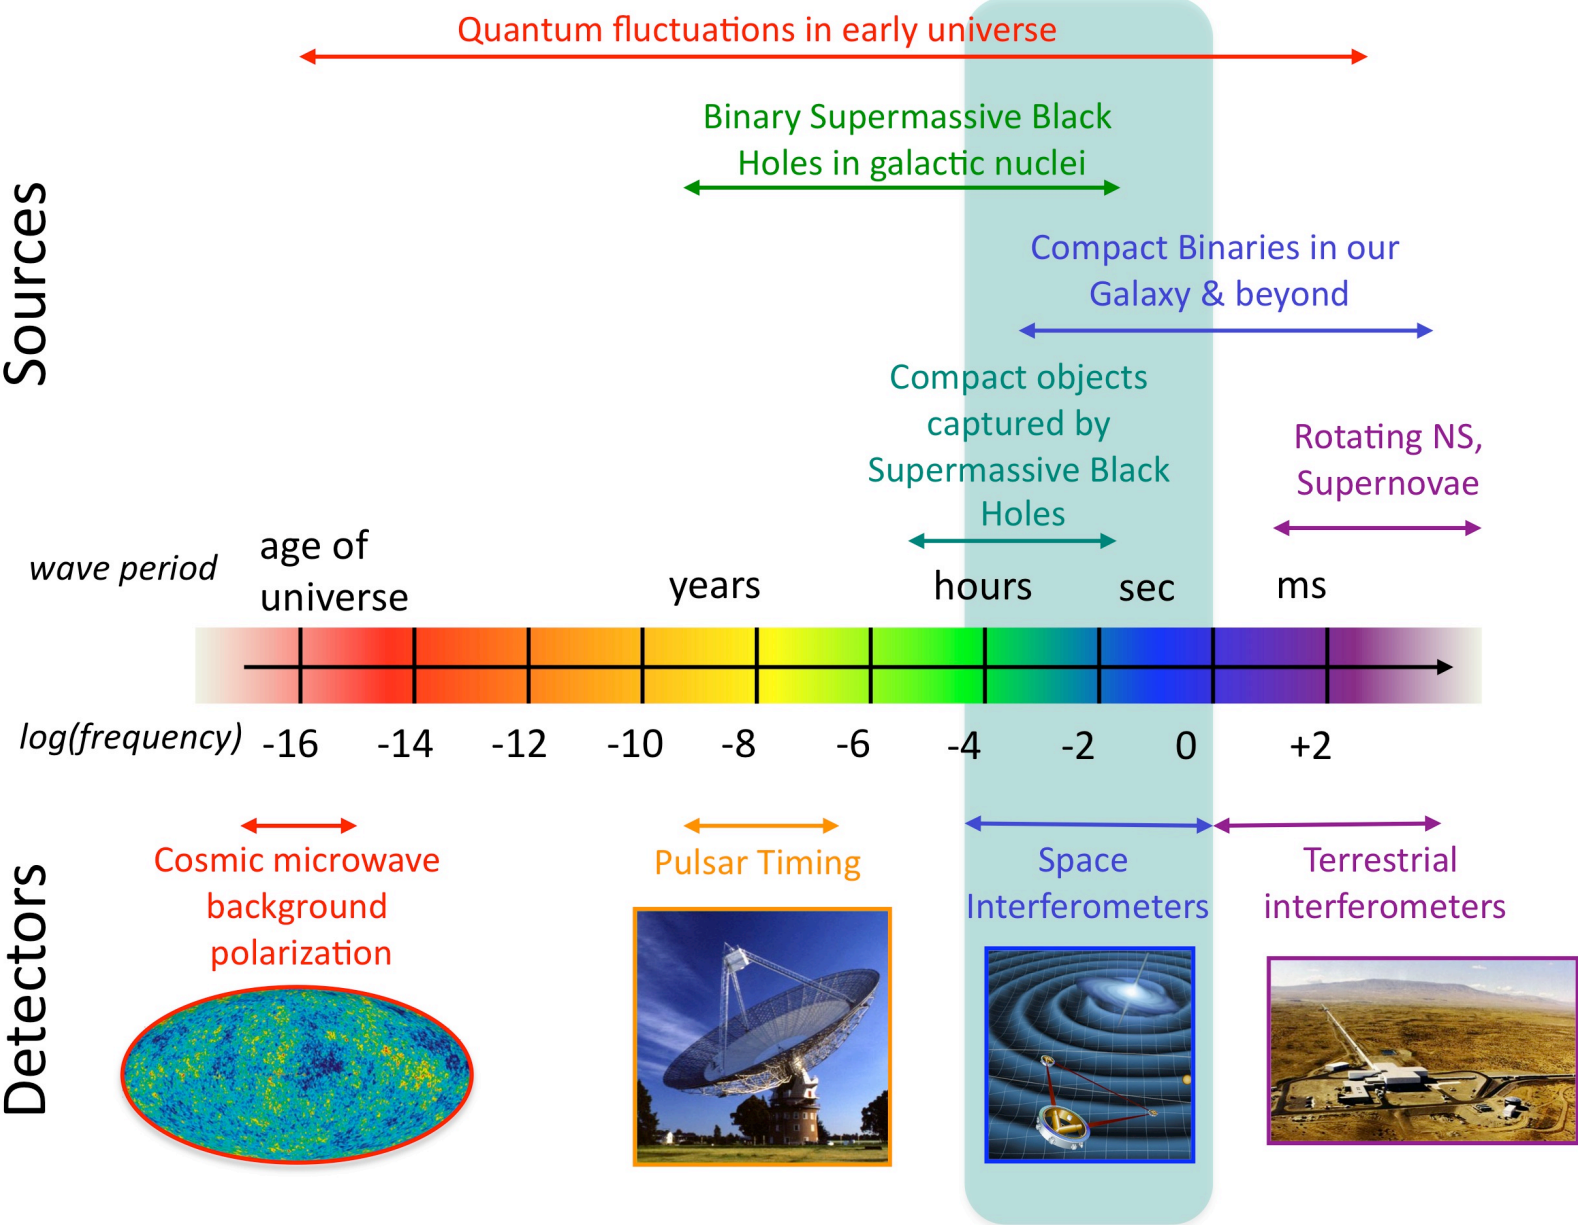 Quantum fluctuations in early universe
Binary Supermassive Black
Holes in galactic nuclei
Compact Binaries in our
Galaxy & beyond
Compact objects
captured by
Supermassive Black
Holes
Rotating NS,
Supernovae
Sources
wave period
age of
universe
years
hours
sec
ms
log(frequency)
-16
-14
-12
-10
-8
-6
-4
-2
0
+2
Detectors
Cosmic microwave
background
polarization
Pulsar Timing
Space
Interferometers
Terrestrial
interferometers